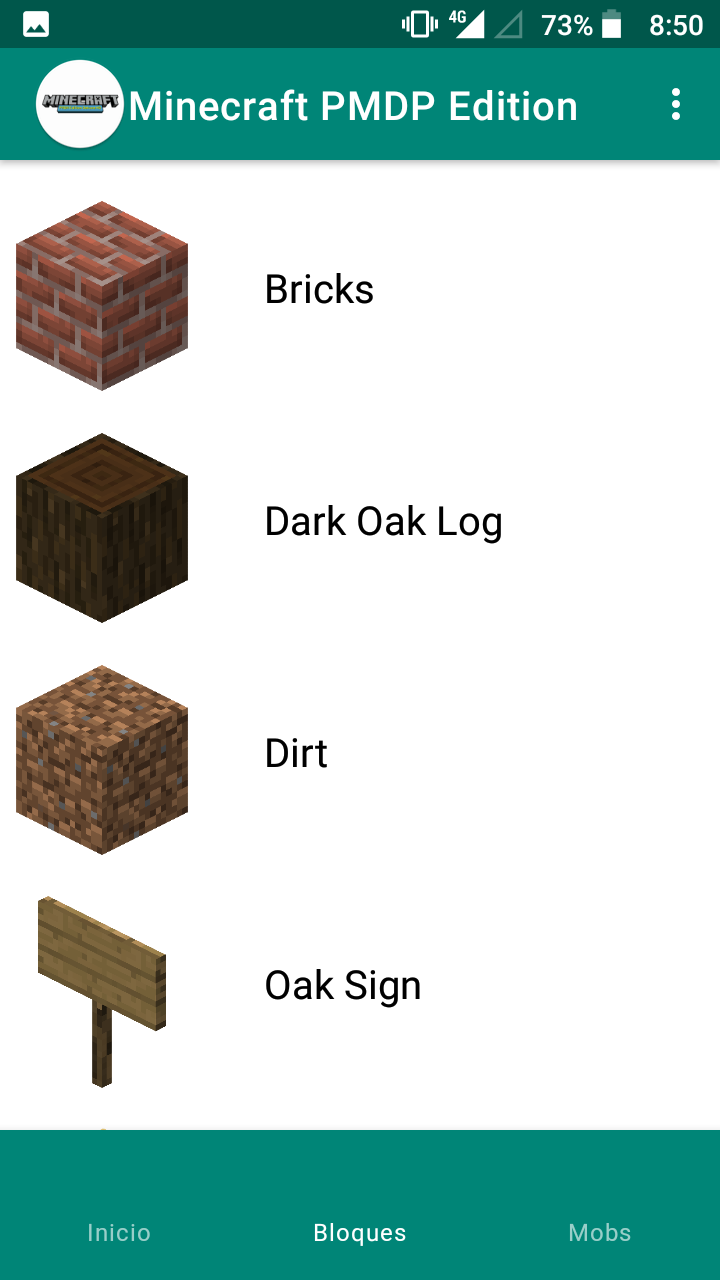 4G 73% 8:50
MINECRAFT
Minecraft PMDP Edition
Bricks
Dark Oak Log
Dirt
Oak Sign
Inicio Bloques Mobs